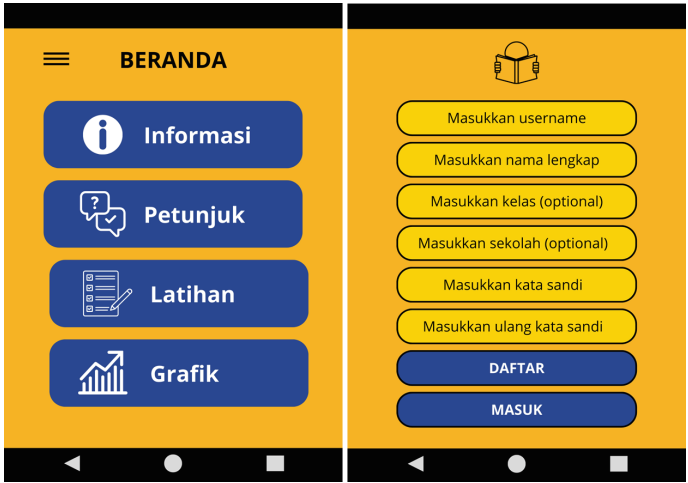 BERANDA
Informasi
Petunjuk
Latihan
Grafik
Masukkan username
Masukkan nama lengkap
Masukkan kelas (optional)
Masukkan sekolah (optional)
Masukkan kata sandi
Masukkan ulang kata sandi
DAFTAR
MASUK